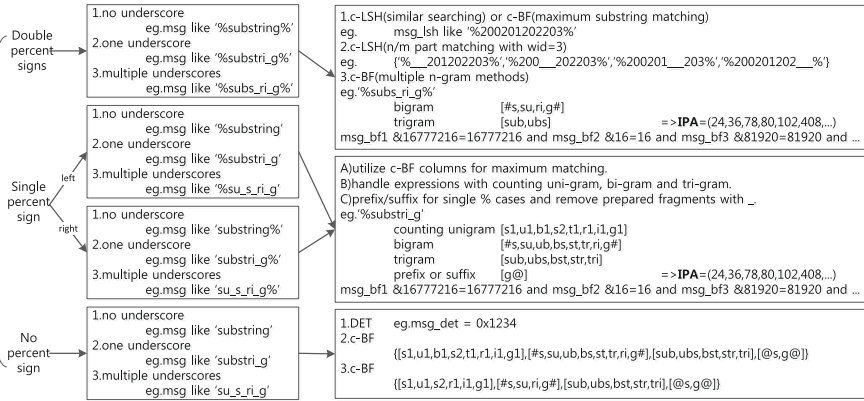 Double
percent
signs
1.no underscore
eg.msg like '%substring%'
2.one underscore
eg.msg like '%substri_g%'
3.multiple underscores
eg.msg like '%subs_ri_g%'
1.c-LSH(similar searching) or c-BF(maximum substring matching)
eg. msg_lsh like '%200201202203%'
2.c-LSH(n/m part matching with wid=3)
eg. {'%___201202203%','%200___202203%','%200201___203%','%200201202___%'}
3.c-BF(multiple n-gram methods)
eg.'%subs_ri_g%'
bigram [#s,su,ri,g#]
trigram [sub,ubs] =>IPA=(24,36,78,80,102,408,...)
msg_bf1 &16777216=16777216 and msg_bf2 &16=16 and msg_bf3 &81920=81920 and ...
Single
percent
sign
left
right
1.no underscore
eg.msg like '%substring'
2.one underscore
eg.msg like '%substri_g'
3.multiple underscores
eg.msg like '%su_s_ri_g'
1.no underscore
eg.msg like 'substring%'
2.one underscore
eg.msg like 'substri_g%'
3.multiple underscores
eg.msg like 'su_s_ri_g%'
A)utilize c-BF columns for maximum matching.
B)handle expressions with counting uni-gram, bi-gram and tri-gram.
C)prefix/suffix for single % cases and remove prepared fragments with _.
eg.'%substri_g'
counting unigram [s1,u1,b1,s2,t1,r1,i1,g1]
bigram [#s,su,ub,bs,st,tr,ri,g#]
trigram [sub,ubs,bst,str,tri]
prefix or suffix [g@] =>IPA=(24,36,78,80,102,408,...)
msg_bf1 &16777216=16777216 and msg_bf2 &16=16 and msg_bf3 &81920=81920 and ...
No
percent
sign
1.no underscore
eg.msg like 'substring'
2.one underscore
eg.msg like 'substri_g'
3.multiple underscores
eg.msg like 'su_s_ri_g'
1.DET eg.msg_det = 0x1234
2.c-BF
{[s1,u1,b1,s2,t1,r1,i1,g1],[#s,su,ub,bs,st,tr,ri,g#],[sub,ubs,bst,str,tri],[@s,g@]}
3.c-BF
{[s1,u1,s2,r1,i1,g1],[#s,su,ri,g#],[sub,ubs,bst,str,tri],[@s,g@]}